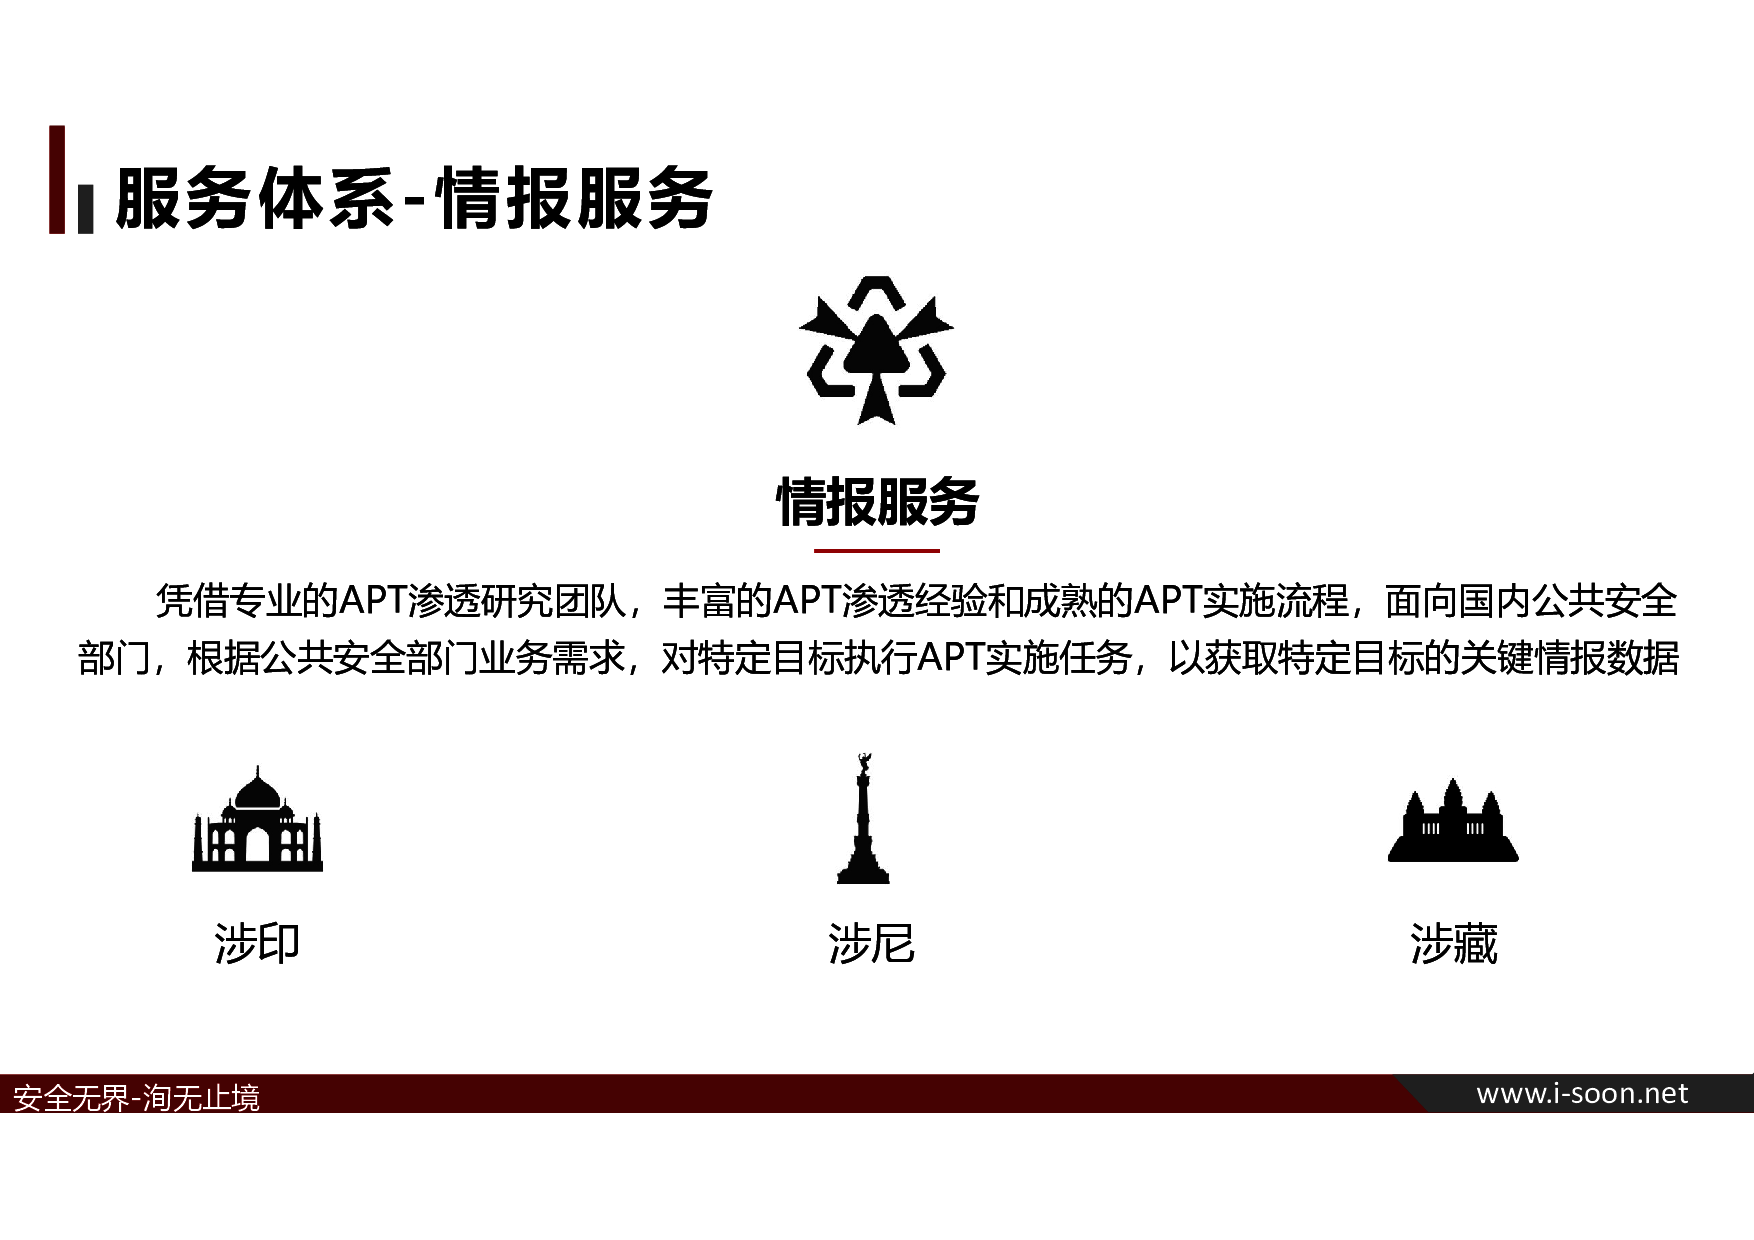 服务体系-情报服务
情报服务
凭借专业的APT渗透研究团队，丰富的APT渗透经验和成熟的APT实施流程，面向国内公共安全
部门，根据公共安全部门业务需求，对特定目标执行APT实施任务，以获取特定目标的关键情报数据
涉印
涉尼
涉藏
安全无界-洵无止境
www.i-soon.net